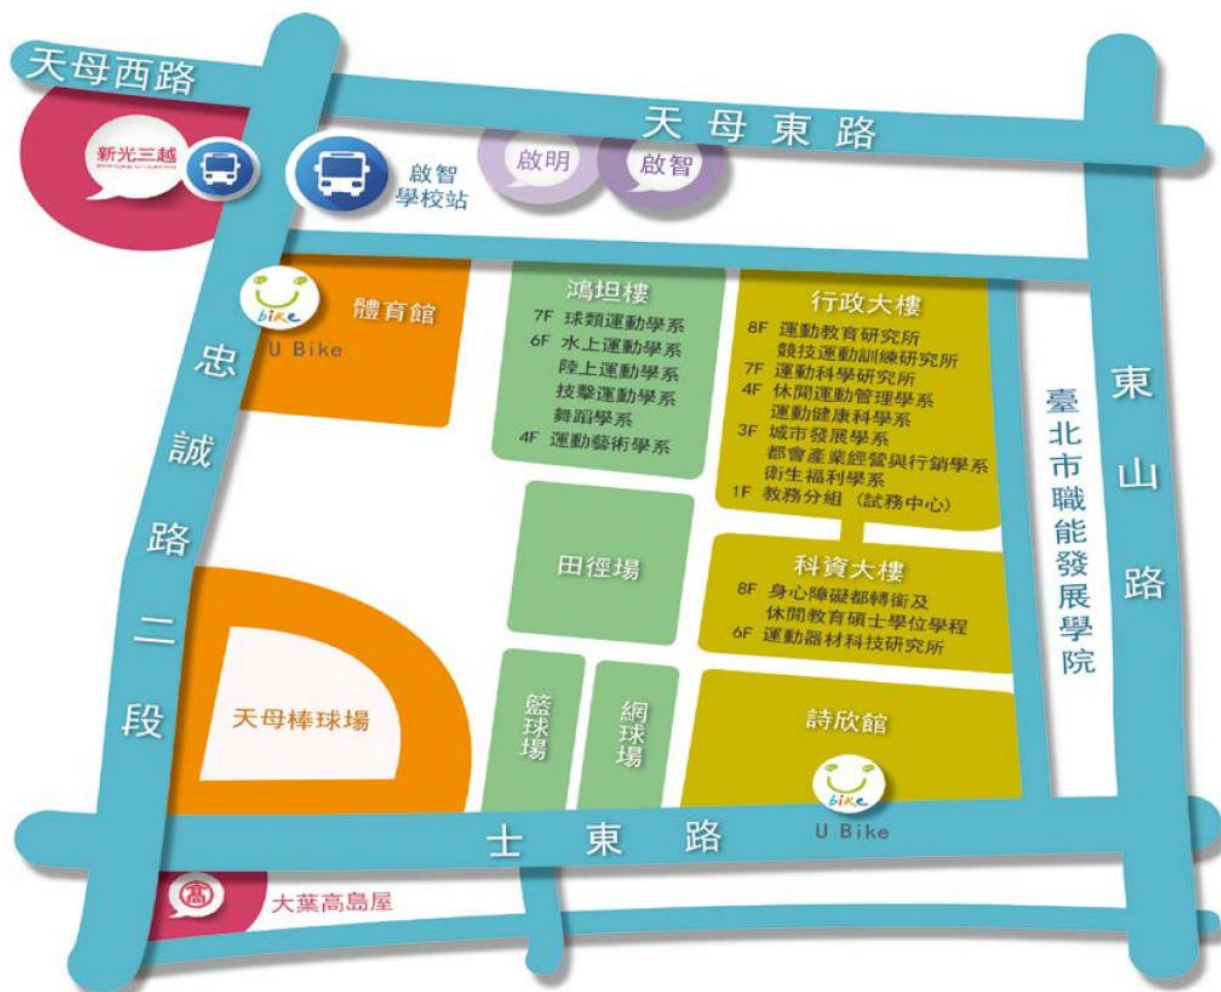 天母西路
天母東路
新光三越
啟智
學校站
啟明
啟智
bike
U Bike
體育館
鴻坦樓
7F 球類運動學系
6F 水上運動學系
陸上運動學系
技擊運動學系
舞蹈學系
4F 運動藝術學系
行政大樓
8F 運動教育研究所
競技運動訓練研究所
7F 運動科學研究所
4F 休閒運動管理學系
運動健康科學系
3F 城市發展學系
都會產業經營與行銷學系
衛生福利學系
1F 教務分組 (試務中心)
忠誠路二段
東山路
臺北市職能發展學院
田徑場
科資大樓
8F 身心障礙都轉銜及
休閒教育碩士學位學程
6F 運動器材科技研究所
天母棒球場
籃球場
網球場
詩欣館
bike
U Bike
士東路
髙
大葉高島屋